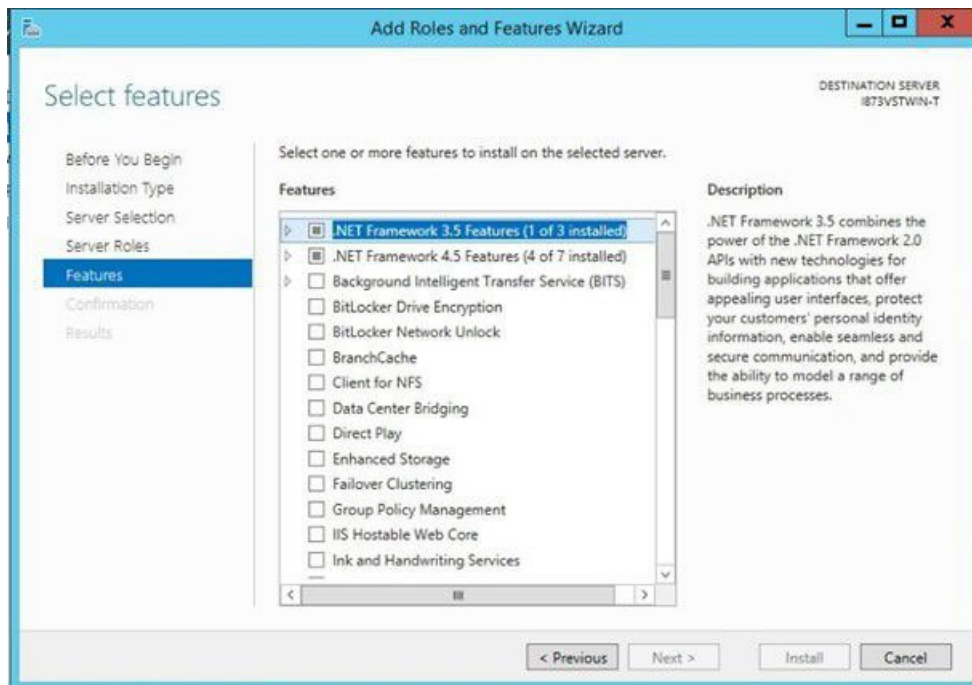 Add Roles and Features Wizard
Select features
DESTINATION SERVER
I873VSTWIN-T
Before You Begin
Installation Type
Server Selection
Server Roles
Features
Confirmation
Results
Select one or more features to install on the selected server.
Features
.NET Framework 3.5 Features (1 of 3 installed)
.NET Framework 4.5 Features (4 of 7 installed)
Background Intelligent Transfer Service (BITS)
BitLocker Drive Encryption
BitLocker Network Unlock
BranchCache
Client for NFS
Data Center Bridging
Direct Play
Enhanced Storage
Failover Clustering
Group Policy Management
IIS Hostable Web Core
Ink and Handwriting Services
Description
.NET Framework 3.5 combines the
power of the .NET Framework 2.0
APIs with new technologies for
building applications that offer
appealing user interfaces, protect
your customers' personal identity
information, enable seamless and
secure communication, and provide
the ability to model a range of
business processes.
< Previous
Next >
Install
Cancel